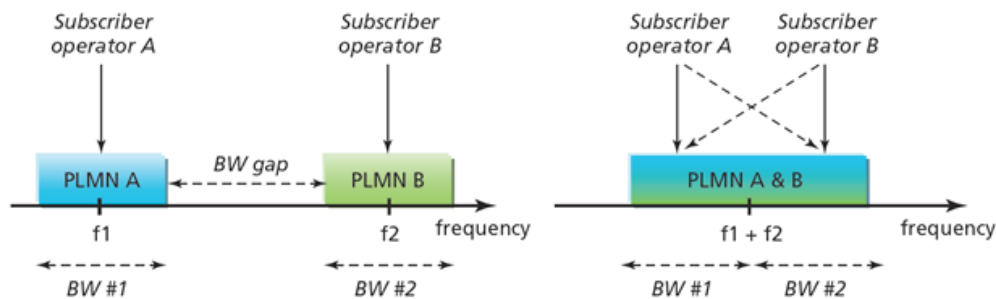 Subscriber
operator A
Subscriber
operator B
PLMN A
BW gap
PLMN B
f1
f2
frequency
BW #1
BW #2
Subscriber
operator A
Subscriber
operator B
PLMN A & B
f1 + f2
frequency
BW #1
BW #2